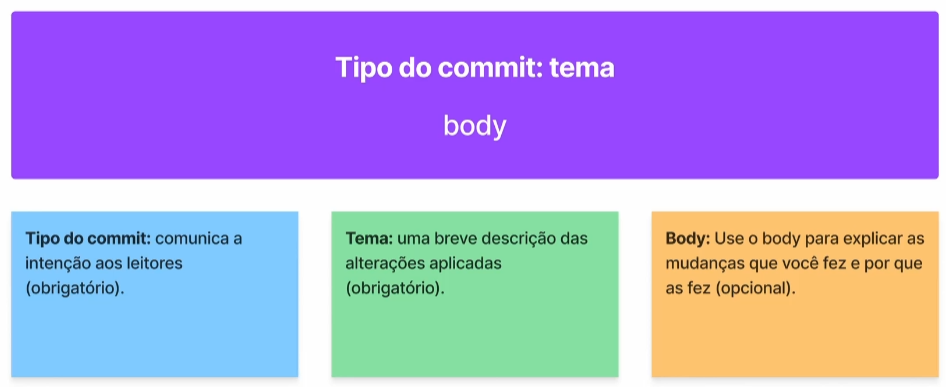 Tipo do commit: tema
body
Tipo do commit: comunica a
intenção aos leitores
(obrigatório).
Tema: uma breve descrição das
alterações aplicadas
(obrigatório).
Body: Use o body para explicar as
mudanças que você fez e por que
as fez (opcional).